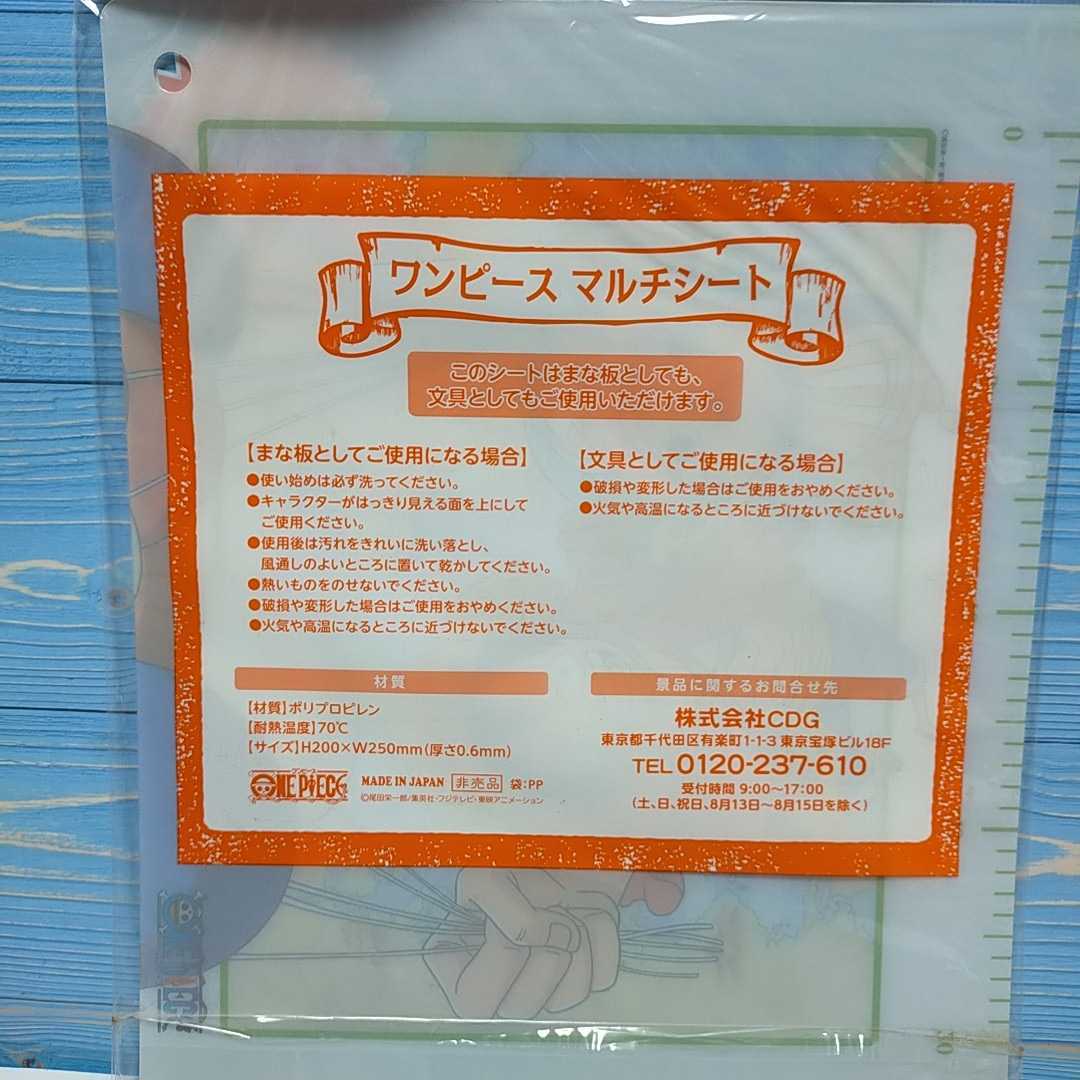 ワンピース マルチシート
このシートはまな板としても、
文具としてもご使用いただけます。
【まな板としてご使用になる場合】
●使い始めは必ず洗ってください。
●キャラクターがはっきり見える面を上にして
ご使用ください。
●使用後は汚れをきれいに洗い落とし、
風通しのよいところに置いて乾かしてください。
●熱いものをのせないでください。
●破損や変形した場合はご使用をおやめください。
●火気や高温になるところに近づけないでください。
【文具としてご使用になる場合】
●破損や変形した場合はご使用をおやめください。
●火気や高温になるところに近づけないでください。
材質
【材質】ポリプロピレン
【耐熱温度】70℃
【サイズ】H200×W250mm(厚さ0.6mm)
ONE PIECE
MADE IN JAPAN 非売品 袋:PP
©尾田栄一郎/集英社・フジテレビ・東映アニメーション
景品に関するお問合せ先
株式会社CDG
東京都千代田区有楽町1-1-3 東京宝塚ビル18F
TEL 0120-237-610
受付時間 9:00〜17:00
(土、日、祝日、8月13日〜8月15日を除く)
0